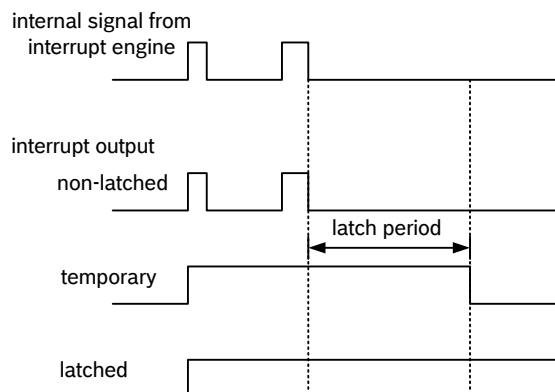 internal signal from
interrupt engine
interrupt output
non-latched
latch period
temporary
latched